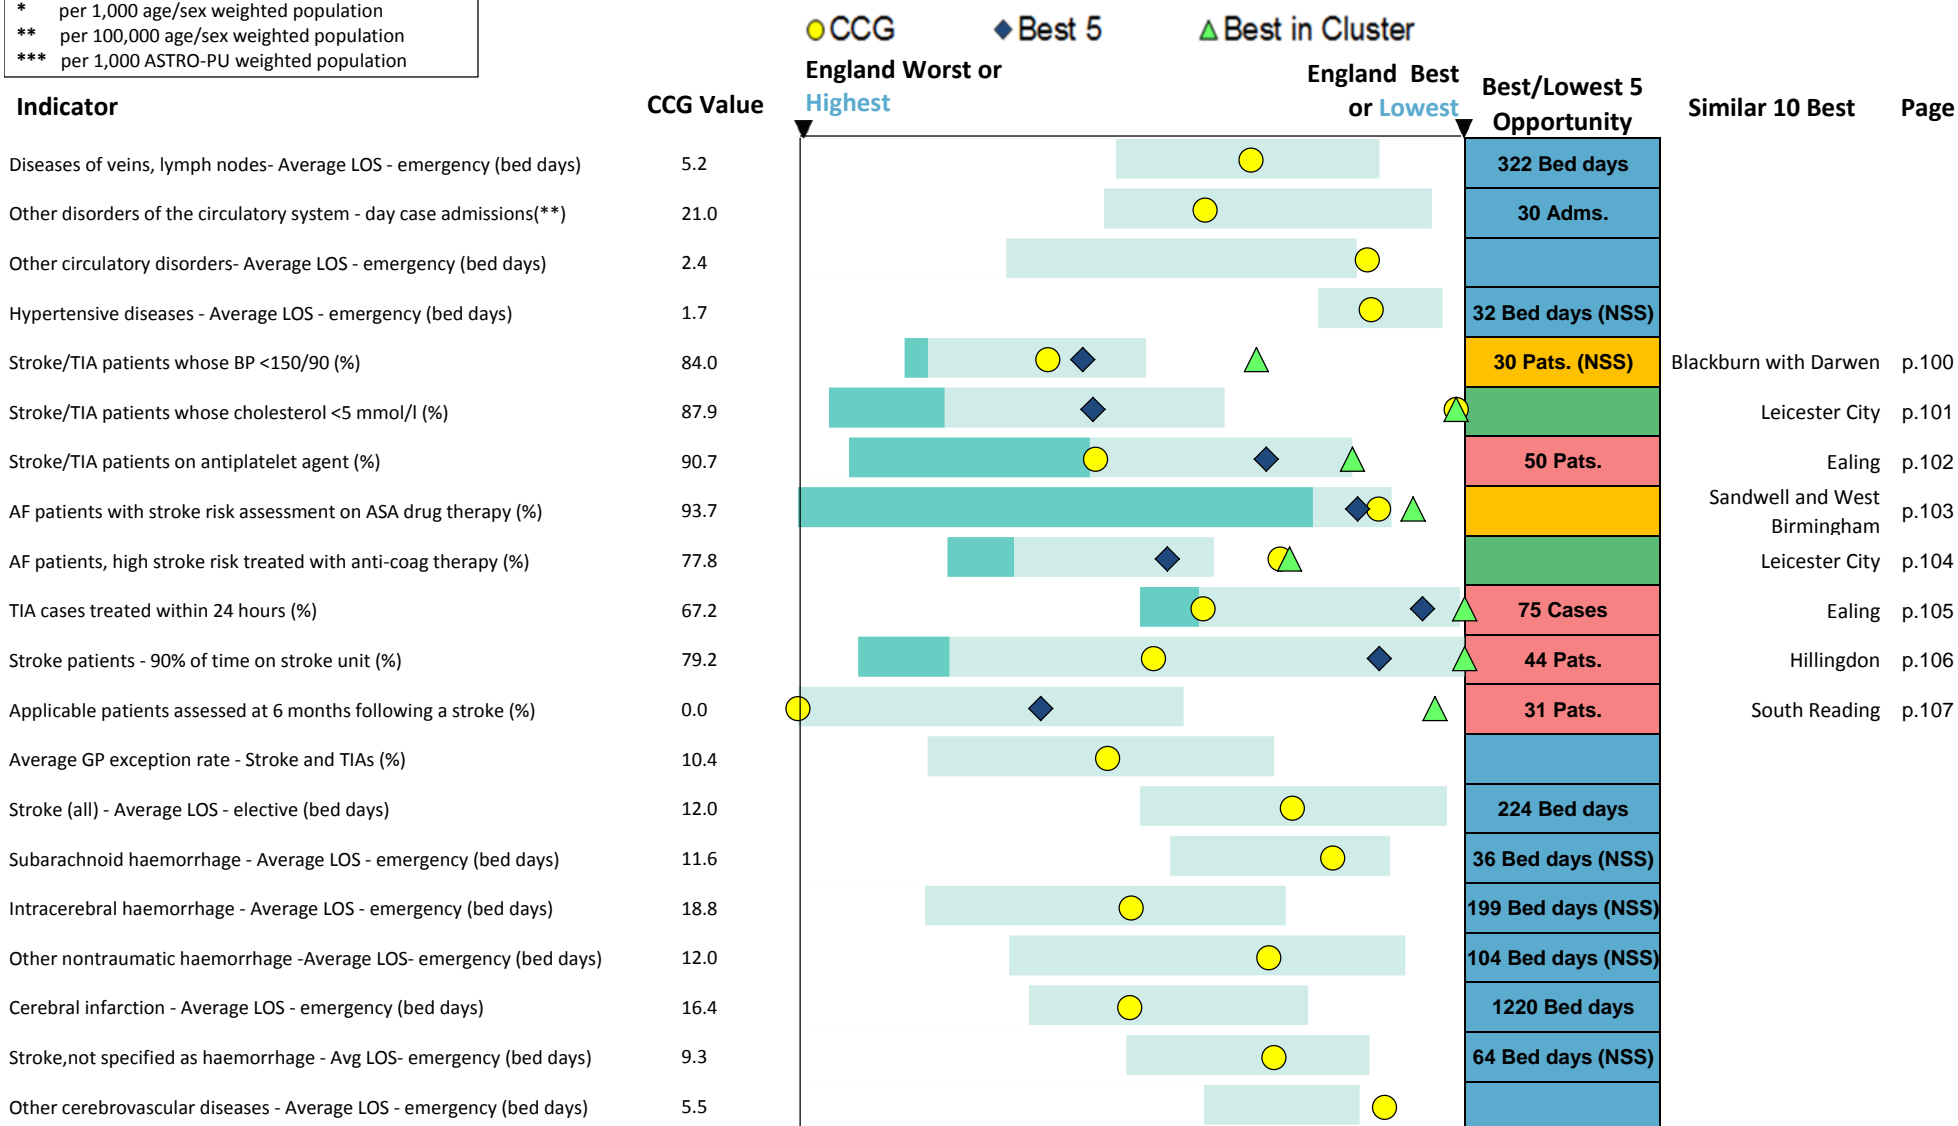 * per 1,000 age/sex weighted population
** per 100,000 age/sex weighted population
*** per 1,000 ASTRO-PU weighted population
CCG Best 5 Best in Cluster
England Worst or Highest England Best or Lowest
Indicator CCG Value Best/Lowest 5 Opportunity Similar 10 Best Page
Diseases of veins, lymph nodes- Average LOS - emergency (bed days) 5.2 322 Bed days
Other disorders of the circulatory system - day case admissions(**) 21.0 30 Adms.
Other circulatory disorders- Average LOS - emergency (bed days) 2.4
Hypertensive diseases - Average LOS - emergency (bed days) 1.7 32 Bed days (NSS)
Stroke/TIA patients whose BP <150/90 (%) 84.0 30 Pats. (NSS) Blackburn with Darwen p.100
Stroke/TIA patients whose cholesterol <5 mmol/l (%) 87.9 Leicester City p.101
Stroke/TIA patients on antiplatelet agent (%) 90.7 50 Pats. Ealing p.102
AF patients with stroke risk assessment on ASA drug therapy (%) 93.7 Sandwell and West Birmingham p.103
AF patients, high stroke risk treated with anti-coag therapy (%) 77.8 Leicester City p.104
TIA cases treated within 24 hours (%) 67.2 75 Cases Ealing p.105
Stroke patients - 90% of time on stroke unit (%) 79.2 44 Pats. Hillingdon p.106
Applicable patients assessed at 6 months following a stroke (%) 0.0 31 Pats. South Reading p.107
Average GP exception rate - Stroke and TIAs (%) 10.4
Stroke (all) - Average LOS - elective (bed days) 12.0 224 Bed days
Subarachnoid haemorrhage - Average LOS - emergency (bed days) 11.6 36 Bed days (NSS)
Intracerebral haemorrhage - Average LOS - emergency (bed days) 18.8 199 Bed days (NSS)
Other nontraumatic haemorrhage -Average LOS- emergency (bed days) 12.0 104 Bed days (NSS)
Cerebral infarction - Average LOS - emergency (bed days) 16.4 1220 Bed days
Stroke,not specified as haemorrhage - Avg LOS- emergency (bed days) 9.3 64 Bed days (NSS)
Other cerebrovascular diseases - Average LOS - emergency (bed days) 5.5